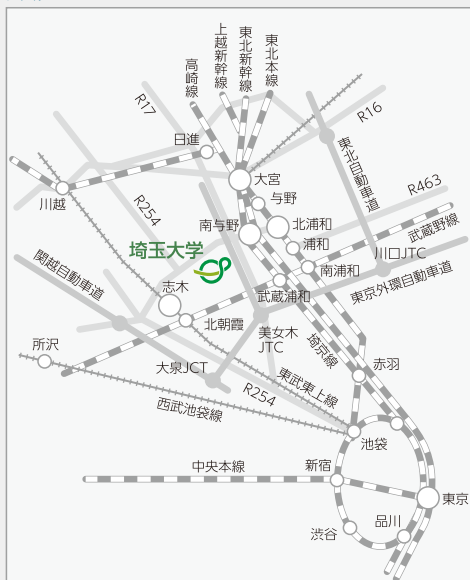 上越新幹線
東北新幹線
東北本線
高崎線
R17
R16
日進
東北自動車道
大宮
R463
与野
川越
R254
南与野
北浦和
武蔵野線
浦和
埼玉大学
川口JTC
南浦和
関越自動車道
東京外環自動車道
志木
武蔵浦和
北朝霞
美女木
JTC
埼京線
所沢
赤羽
大泉JCT
東武東上線
R254
西武池袋線
池袋
中央本線
新宿
東京
品川
渋谷